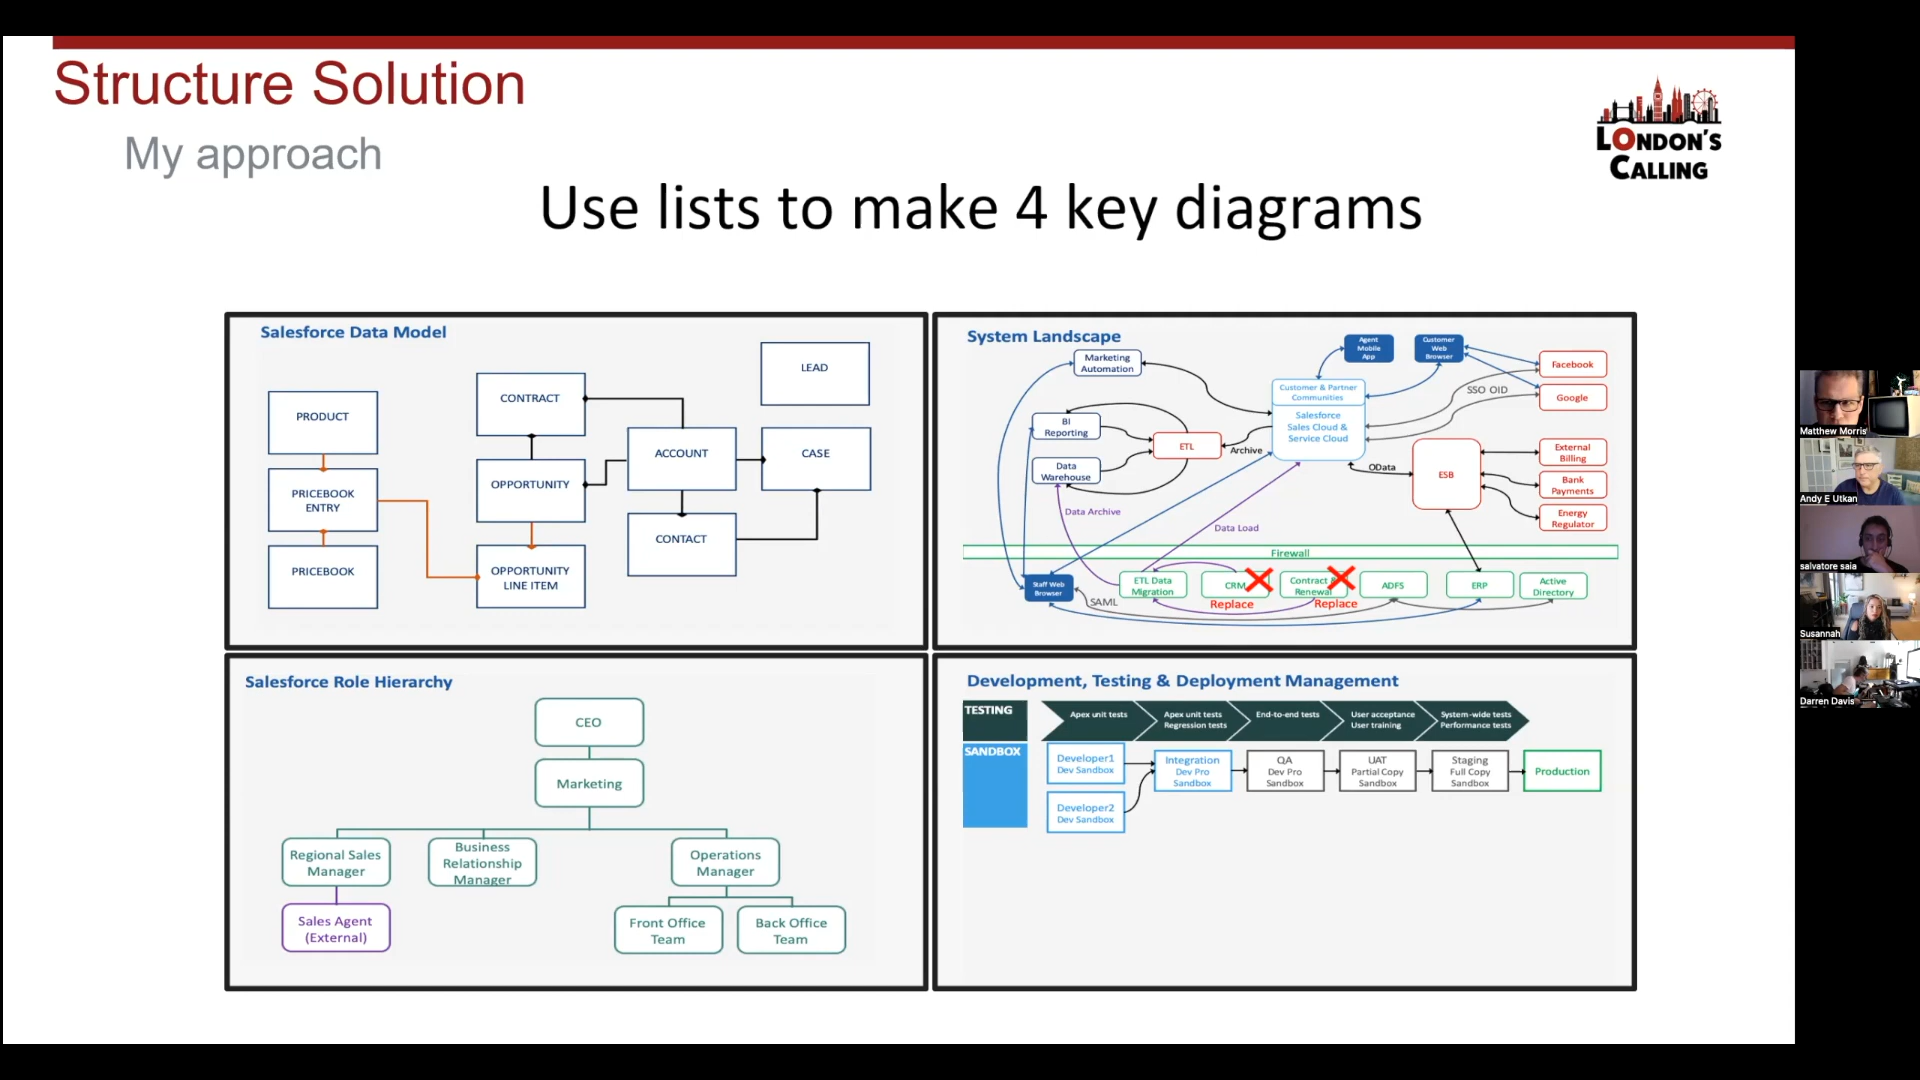 Structure Solution
My approach
LONDON'S
CALLING
Use lists to make 4 key diagrams
Salesforce Data Model
LEAD
PRODUCT
CONTRACT
ACCOUNT
CASE
PRICEBOOK
ENTRY
OPPORTUNITY
CONTACT
PRICEBOOK
OPPORTUNITY
LINE ITEM
System Landscape
Marketing
Automation
Agent
Mobile
App
Customer
Web
Browser
Facebook
Google
SSO OID
Customer & Partner
Communities
Salesforce
Sales Cloud &
Service Cloud
BI
Reporting
ETL
Archive
Data
Warehouse
OData
ESB
External
Billing
Bank
Payments
Energy
Regulator
Data Archive
Data Load
Firewall
Staff Web
Browser
SAML
ETL Data
Migration
CRM
Replace
Contract &
Renewal
Replace
ADFS
ERP
Active
Directory
Salesforce Role Hierarchy
CEO
Marketing
Regional Sales
Manager
Business
Relationship
Manager
Operations
Manager
Sales Agent
(External)
Front Office
Team
Back Office
Team
Development, Testing & Deployment Management
TESTING
Apex unit tests
Apex unit tests
Regression tests
End-to-end tests
User acceptance
User training
System-wide tests
Performance tests
SANDBOX
Developer1
Dev Sandbox
Developer2
Dev Sandbox
Integration
Dev Pro
Sandbox
QA
Dev Pro
Sandbox
UAT
Partial Copy
Sandbox
Staging
Full Copy
Sandbox
Production
Matthew Morris
Andy E Utkan
salvatore saia
Susannah
Darren Davis